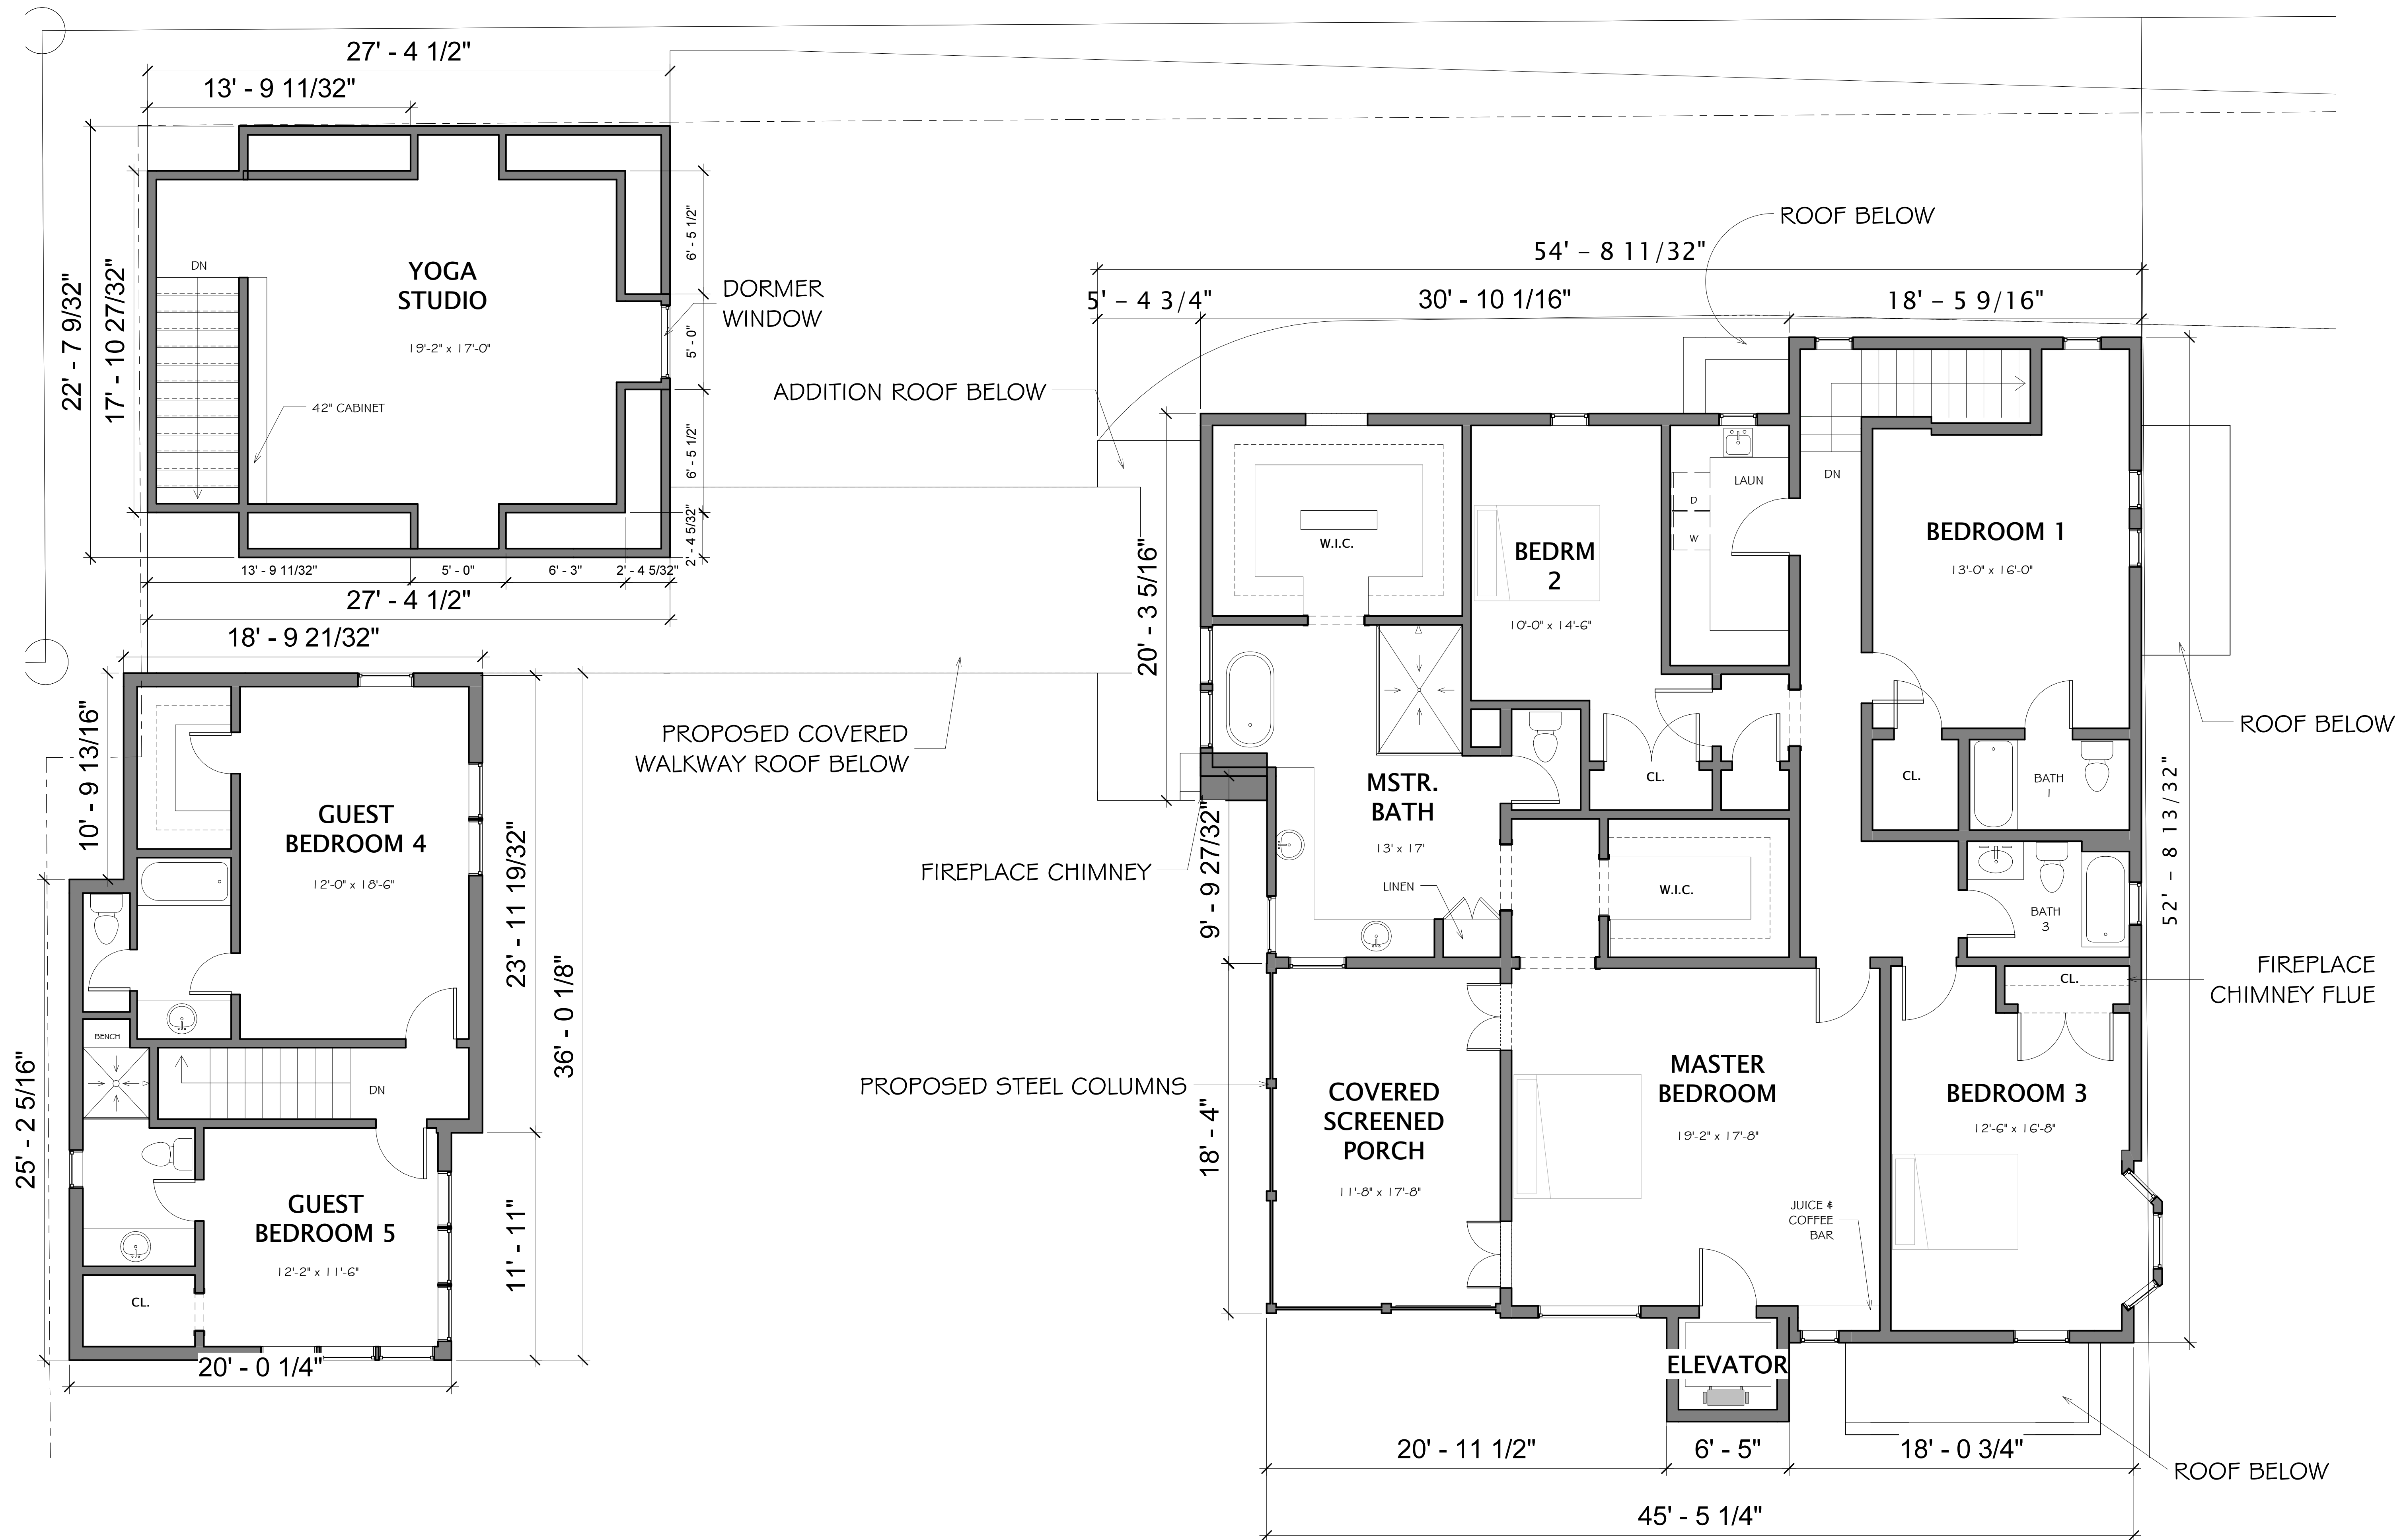 27' - 4 1/2"
13' - 9 11/32"
22' - 7 9/32"
17' - 10 27/32"
DN
YOGA
STUDIO
19'-2" x 17'-0"
42" CABINET
6' - 5 1/2"
5' - 0"
6' - 5 1/2"
2' - 4 5/32"
DORMER
WINDOW
13' - 9 11/32"
5' - 0"
6' - 3"
2' - 4 5/32"
27' - 4 1/2"
18' - 9 21/32"
10' - 9 13/16"
GUEST
BEDROOM 4
12'-0" x 18'-6"
23' - 11 19/32"
36' - 0 1/8"
25' - 2 5/16"
BENCH
DN
GUEST
BEDROOM 5
12'-2" x 11'-6"
11' - 11"
CL.
20' - 0 1/4"
PROPOSED COVERED
WALKWAY ROOF BELOW
ADDITION ROOF BELOW
ROOF BELOW
54' - 8 11/32"
5' - 4 3/4"
30' - 10 1/16"
18' - 5 9/16"
20' - 3 5/16"
W.I.C.
BEDRM
2
10'-0" x 14'-6"
LAUN
D
W
DN
BEDROOM 1
13'-0" x 16'-0"
ROOF BELOW
MSTR.
BATH
13' x 17'
CL.
CL.
BATH
1
52' - 8 13/32"
FIREPLACE CHIMNEY
9' - 9 27/32"
LINEN
W.I.C.
BATH
3
FIREPLACE
CHIMNEY FLUE
CL.
PROPOSED STEEL COLUMNS
18' - 4"
COVERED
SCREENED
PORCH
11'-8" x 17'-8"
MASTER
BEDROOM
19'-2" x 17'-8"
BEDROOM 3
12'-6" x 16'-8"
JUICE &
COFFEE
BAR
ELEVATOR
20' - 11 1/2"
6' - 5"
18' - 0 3/4"
ROOF BELOW
45' - 5 1/4"